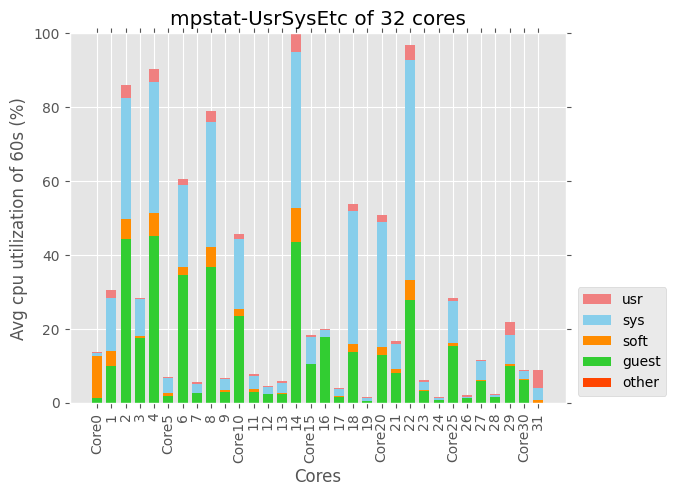 mpstat-UsrSysEtc of 32 cores
100
80
60
40
20
0
Avg cpu utilization of 60s (%)
Core0
1
2
3
4
Core5
6
7
8
9
Core10
11
12
13
14
Core15
16
17
18
19
Core20
21
22
23
24
Core25
26
27
28
29
Core30
31
Cores
usr
sys
soft
guest
other